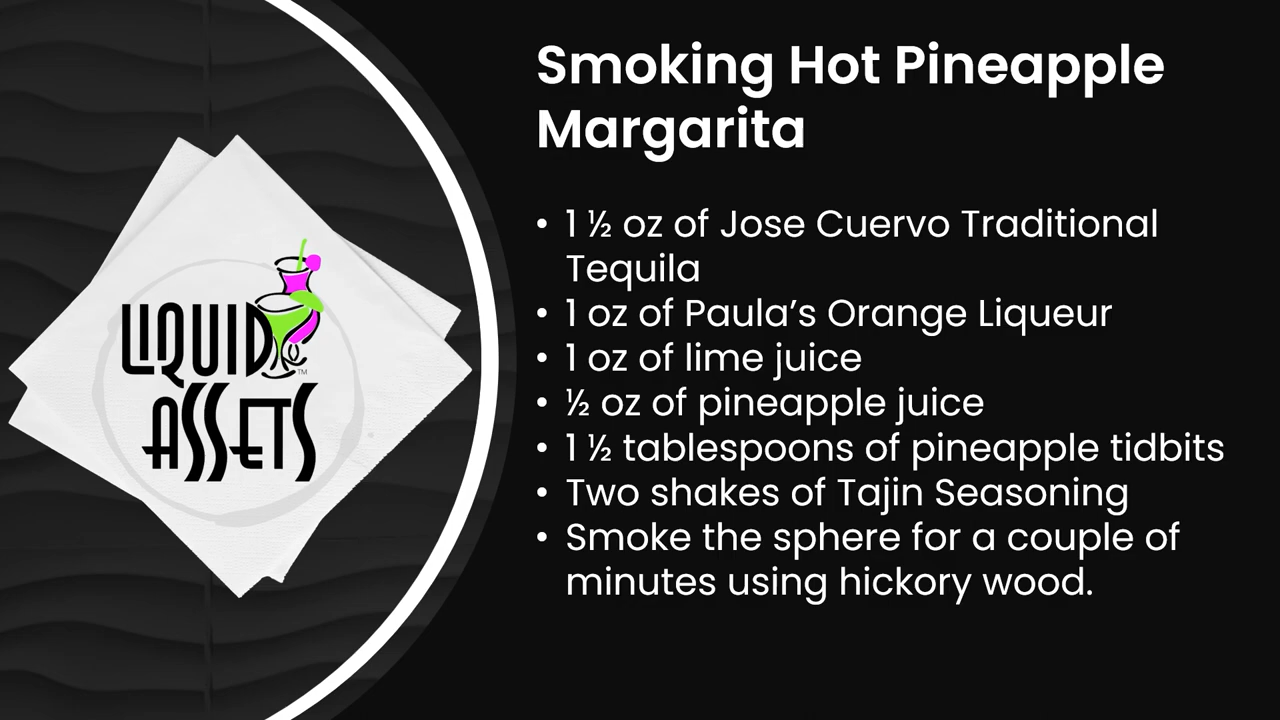 LIQUID
TM
ASSETS
Smoking Hot Pineapple
Margarita
• 1 ½ oz of Jose Cuervo Traditional
Tequila
• 1 oz of Paula’s Orange Liqueur
• 1 oz of lime juice
• ½ oz of pineapple juice
• 1 ½ tablespoons of pineapple tidbits
• Two shakes of Tajin Seasoning
• Smoke the sphere for a couple of
minutes using hickory wood.